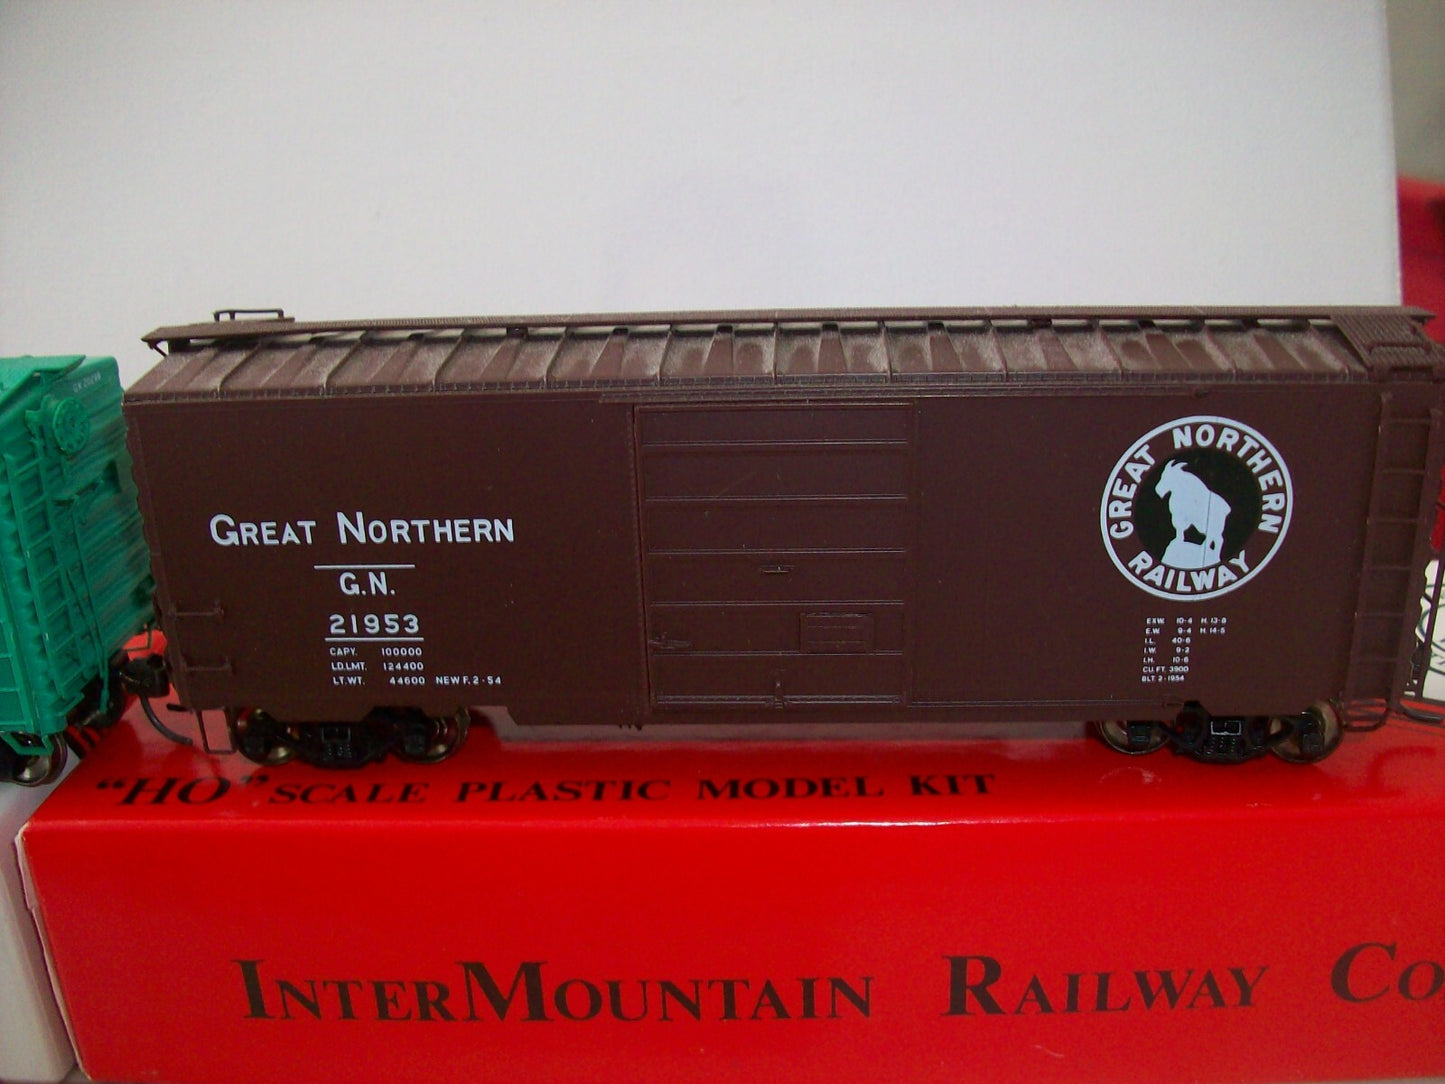 GREAT NORTHERN
G.N.
21953
CAPY. 100000
LD.LMT. 124400
LT.WT. 44600 NEW F. 2-54
GREAT NORTHERN
RAILWAY
EXW. 10-4 H. 13-8
E.W. 9-4 H. 14-5
I.L. 40-6
I.W. 9-2
I.H. 10-6
CU.FT. 3900
BLT. 2-1954
"HO" SCALE PLASTIC MODEL KIT
INTERMOUNTAIN RAILWAY CO